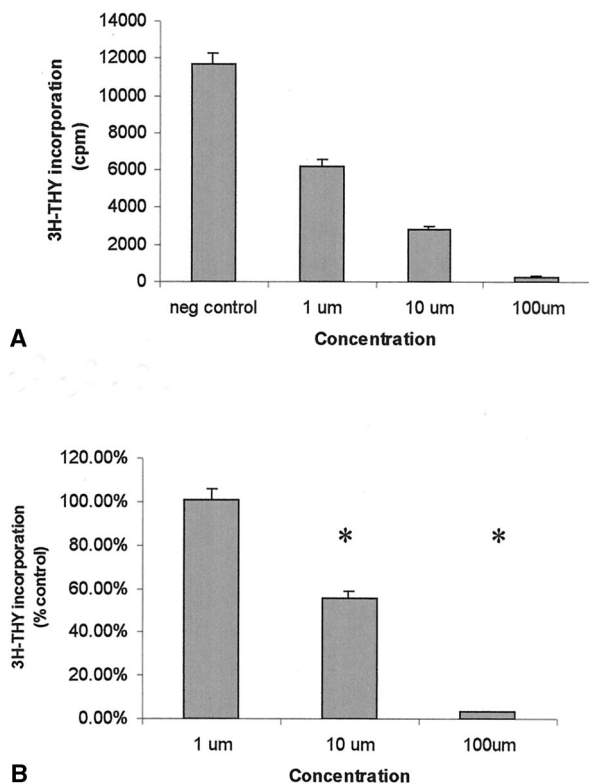 14000
12000
10000
8000
6000
4000
2000
0
3H-THY incorporation
(cpm)
neg control 1 um 10 um 100um
Concentration
A
120.00%
100.00%
80.00%
60.00%
40.00%
20.00%
0.00%
3H-THY incorporation
(% control)
* *
1 um 10 um 100um
Concentration
B